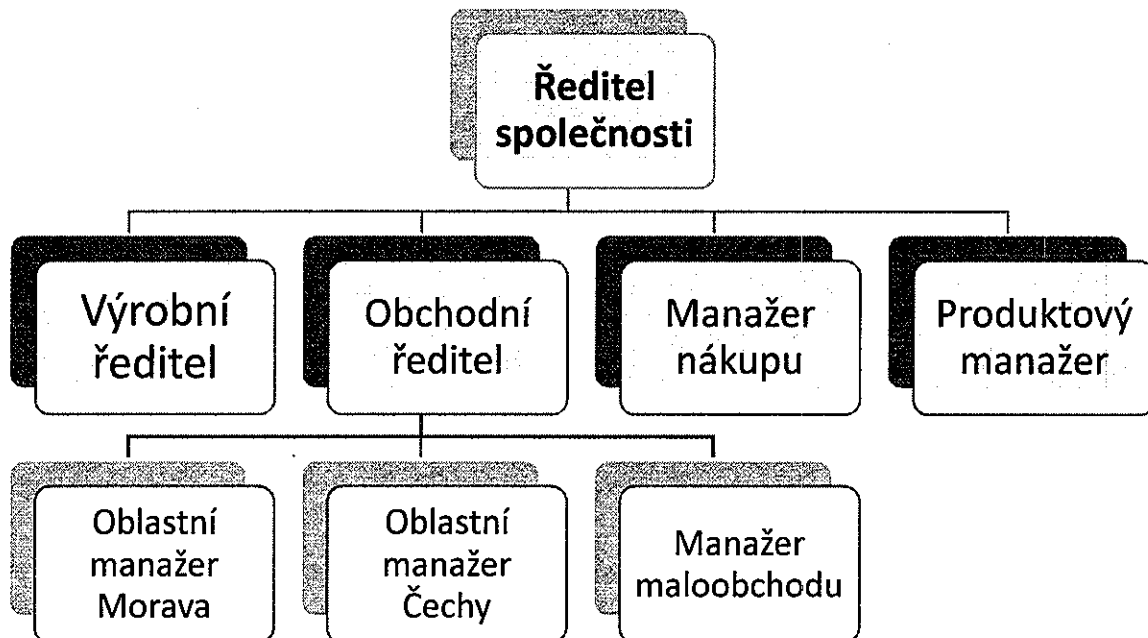 Ředitel
společnosti
Výrobní
ředitel
Obchodní
ředitel
Manažer
nákupu
Produktový
manažer
Oblastní
manažer
Morava
Oblastní
manažer
Čechy
Manažer
maloobchodu